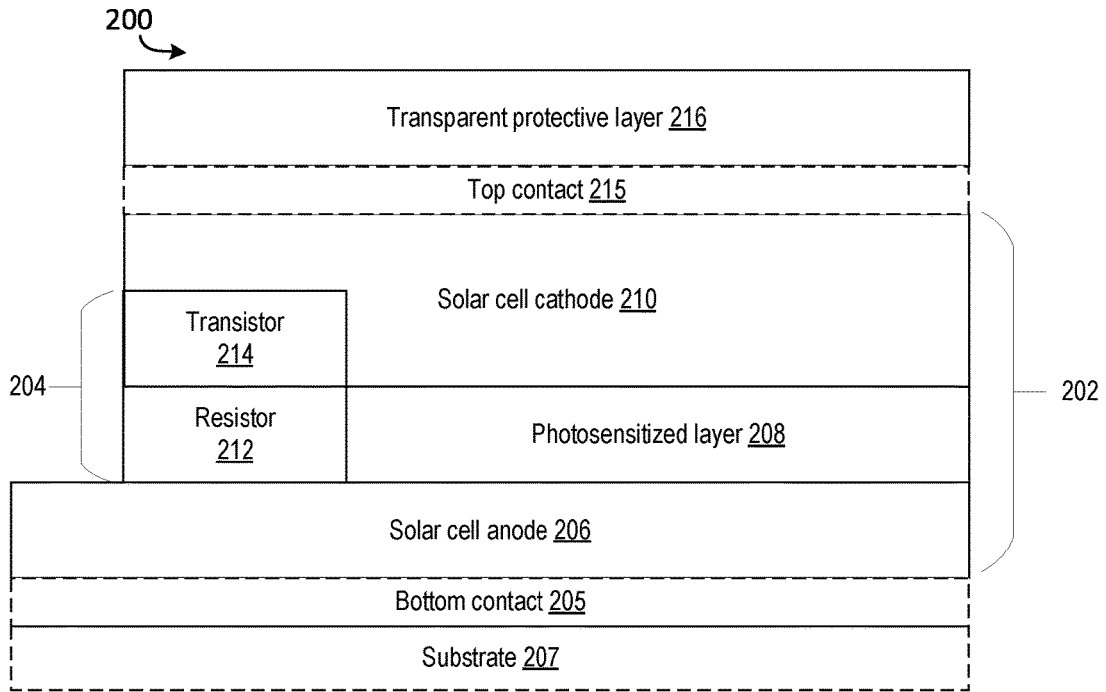 200
Transparent protective layer 216
Top contact 215
Solar cell cathode 210
Transistor
214
204
202
Resistor
212
Photosensitized layer 208
Solar cell anode 206
Bottom contact 205
Substrate 207